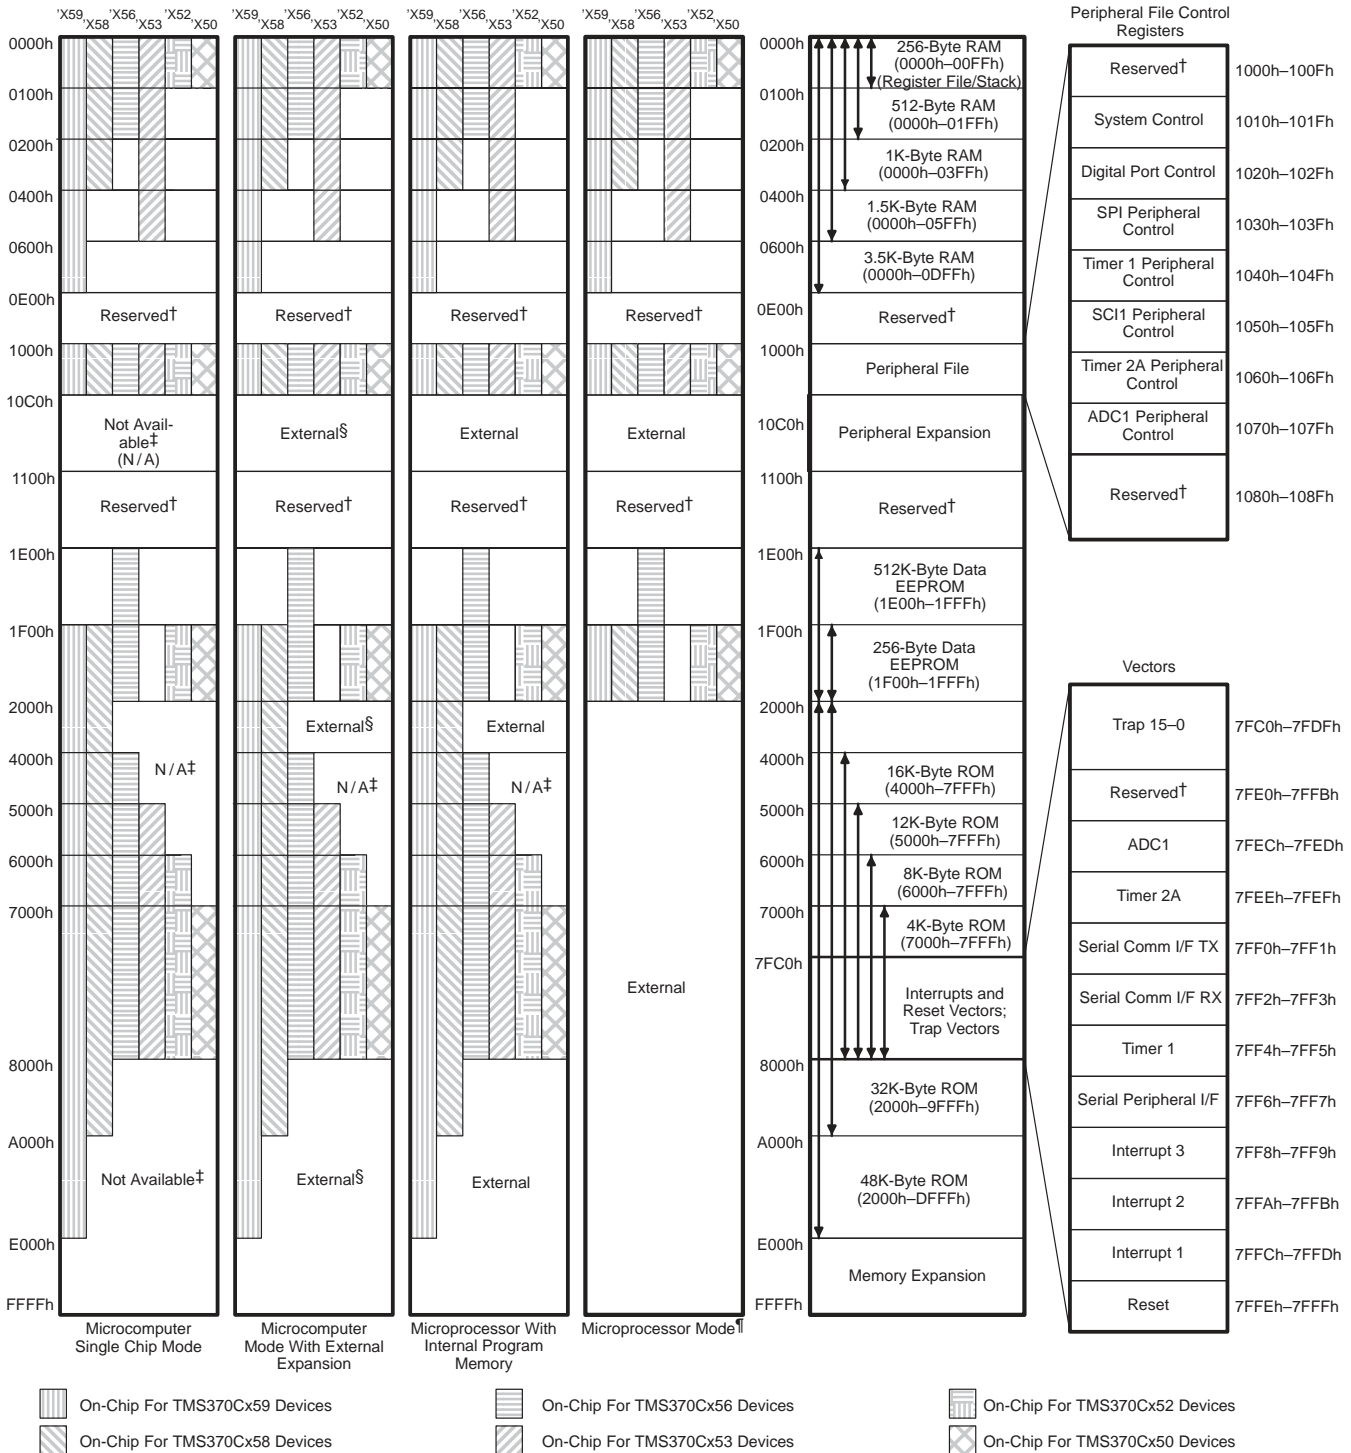 'X59 'X56 'X52
'X58 'X53 'X50
'X59 'X56 'X52
'X58 'X53 'X50
'X59 'X56 'X52
'X58 'X53 'X50
'X59 'X56 'X52
'X58 'X53 'X50
0000h
0100h
0200h
0400h
0600h
0E00h
1000h
10C0h
1100h
1E00h
1F00h
2000h
4000h
5000h
6000h
7000h
8000h
A000h
E000h
FFFFh
Reserved†
Not Avail-
able‡
(N / A)
Reserved†
N / A‡
Not Available‡
Microcomputer
Single Chip Mode
Reserved†
External§
Reserved†
External§
N / A‡
External§
Microcomputer
Mode With External
Expansion
Reserved†
External
Reserved†
External
N / A‡
External
Microprocessor With
Internal Program
Memory
Reserved†
External
Reserved†
External
Microprocessor Mode¶
0000h
0100h
0200h
0400h
0600h
0E00h
1000h
10C0h
1100h
1E00h
1F00h
2000h
4000h
5000h
6000h
7000h
7FC0h
8000h
A000h
E000h
FFFFh
256-Byte RAM
(0000h–00FFh)
(Register File/Stack)
512-Byte RAM
(0000h–01FFh)
1K-Byte RAM
(0000h–03FFh)
1.5K-Byte RAM
(0000h–05FFh)
3.5K-Byte RAM
(0000h–0DFFh)
Reserved†
Peripheral File
Peripheral Expansion
Reserved†
512K-Byte Data
EEPROM
(1E00h–1FFFh)
256-Byte Data
EEPROM
(1F00h–1FFFh)
16K-Byte ROM
(4000h–7FFFh)
12K-Byte ROM
(5000h–7FFFh)
8K-Byte ROM
(6000h–7FFFh)
4K-Byte ROM
(7000h–7FFFh)
Interrupts and
Reset Vectors;
Trap Vectors
32K-Byte ROM
(2000h–9FFFh)
48K-Byte ROM
(2000h–DFFFh)
Memory Expansion
Peripheral File Control
Registers
Reserved† 1000h–100Fh
System Control 1010h–101Fh
Digital Port Control 1020h–102Fh
SPI Peripheral
Control 1030h–103Fh
Timer 1 Peripheral
Control 1040h–104Fh
SCI1 Peripheral
Control 1050h–105Fh
Timer 2A Peripheral
Control 1060h–106Fh
ADC1 Peripheral
Control 1070h–107Fh
Reserved† 1080h–108Fh
Vectors
Trap 15–0 7FC0h–7FDFh
Reserved† 7FE0h–7FFBh
ADC1 7FECh–7FEDh
Timer 2A 7FEEh–7FEFh
Serial Comm I/F TX 7FF0h–7FF1h
Serial Comm I/F RX 7FF2h–7FF3h
Timer 1 7FF4h–7FF5h
Serial Peripheral I/F 7FF6h–7FF7h
Interrupt 3 7FF8h–7FF9h
Interrupt 2 7FFAh–7FFBh
Interrupt 1 7FFCh–7FFDh
Reset 7FFEh–7FFFh
On-Chip For TMS370Cx59 Devices
On-Chip For TMS370Cx56 Devices
On-Chip For TMS370Cx52 Devices
On-Chip For TMS370Cx58 Devices
On-Chip For TMS370Cx53 Devices
On-Chip For TMS370Cx50 Devices